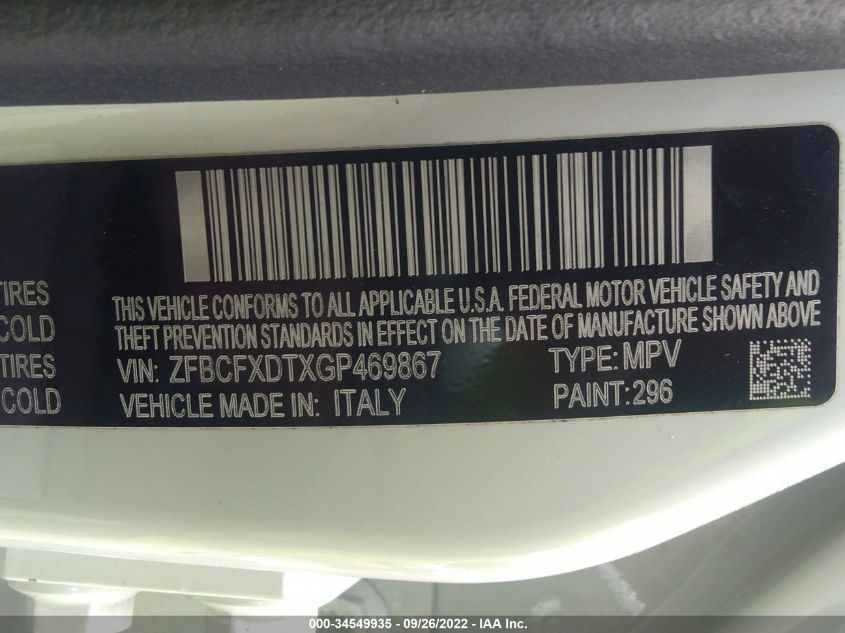 TIRES
COLD
TIRES
COLD
THIS VEHICLE CONFORMS TO ALL APPLICABLE U.S.A. FEDERAL MOTOR VEHICLE SAFETY AND
THEFT PREVENTION STANDARDS IN EFFECT ON THE DATE OF MANUFACTURE SHOWN ABOVE
VIN: ZFBCFXDTXGP469867 TYPE: MPV
VEHICLE MADE IN: ITALY PAINT: 296
000-34549935 - 09/26/2022 - IAA Inc.